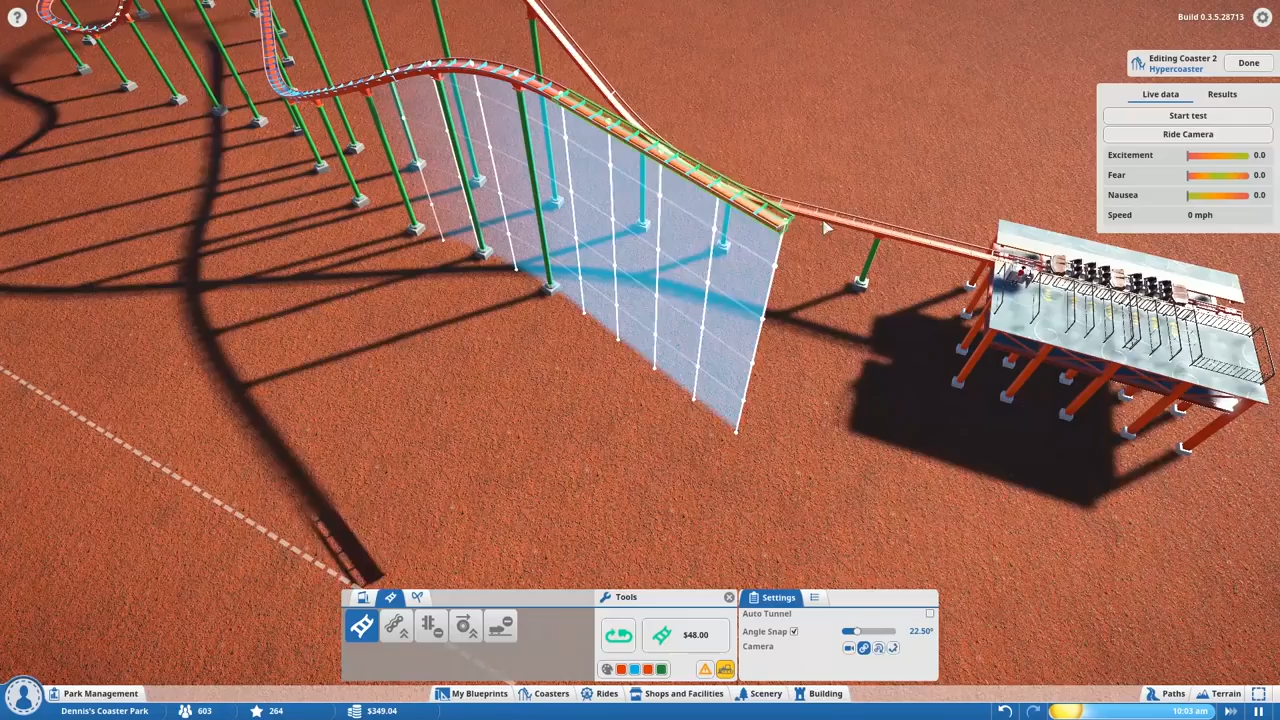 ?
Build 0.3.5.28713
Editing Coaster 2
Hypercoaster
Done
Live data
Results
Start test
Ride Camera
Excitement 0.0
Fear 0.0
Nausea 0.0
Speed 0 mph
Tools
$48.00
Settings
Auto Tunnel
Angle Snap 22.50°
Camera
Park Management
My Blueprints
Coasters
Rides
Shops and Facilities
Scenery
Building
Paths
Terrain
Dennis's Coaster Park
603
264
$349.04
10:03 am